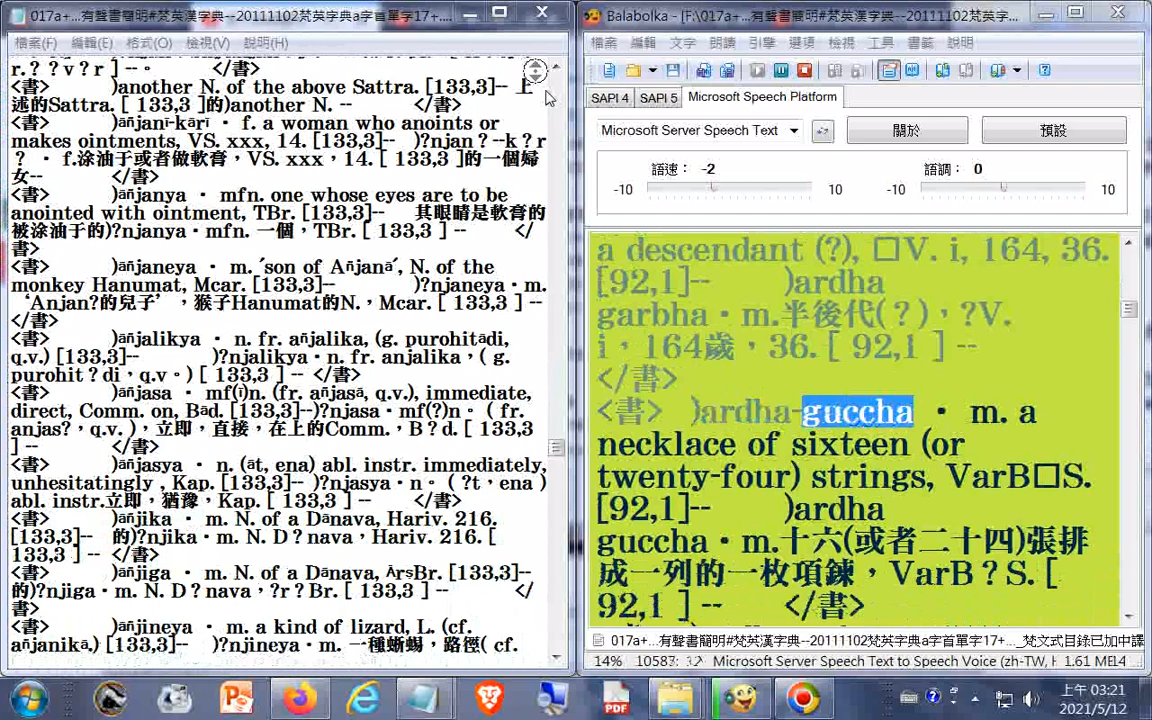 017a+...有聲書簡明#梵英漢字典--20111102梵英字典a字首單字17+...
檔案(F) 編輯(E) 格式(O) 檢視(V) 說明(H)
r.？？v？r ] --。 </書>
<書> )another N. of the above Sattra. [133,3]-- 上
述的Sattra. [ 133,3 ]的)another N. -- </書>
<書> )āñjanī-kārī • f. a woman who anoints or
makes ointments, VS. xxx, 14. [133,3]-- )?njan？--k？r
？ • f.涂油于或者做軟膏，VS. xxx，14. [ 133,3 ]的一個婦
女-- </書>
<書> )āñjanya • mfn. one whose eyes are to be
anointed with ointment, TBr. [133,3]-- 其眼睛是軟膏的
被涂油于的)?njanya • mfn. 一個，TBr. [ 133,3 ] -- </
書>
<書> )āñjaneya • m.´son of Añjanā´, N. of the
monkey Hanumat, Mcar. [133,3]-- )?njaneya • m.
‘Anjan?的兒子’，猴子Hanumat的N.，Mcar. [ 133,3 ] --
</書>
<書> )āñjalikya • n. fr. añjalika, (g. purohitādi,
q.v.) [133,3]-- )?njalikya • n. fr. anjalika，( g.
purohit？di，q.v。) [ 133,3 ] -- </書>
<書> )āñjasa • mf(ī)n. (fr. añjasā, q.v.), immediate,
direct, Comm. on, Bād. [133,3]--)?njasa • mf(?)n。( fr.
anjas?，q.v.)，立即，直接，在上的Comm.，B？d. [ 133,3
] -- </書>
<書> )āñjasya • n. (āt, ena) abl. instr. immediately,
unhesitatingly , Kap. [133,3]-- )?njasya • n。( ?t，ena )
abl. instr.立即，猶豫，Kap. [ 133,3 ] -- </書>
<書> )āñjika • m. N. of a Dānava, Hariv. 216.
[133,3]-- 的)?njika • m. N. D？nava，Hariv. 216. [
133,3 ] -- </書>
<書> )āñjiga • m. N. of a Dānava, ĀrsBr. [133,3]--
的)?njiga • m. N. D？nava，?r？Br. [ 133,3 ] -- </
書>
<書> )āñjineya • m. a kind of lizard, L. (cf.
añjanikā.) [133,3]-- )?njineya • m. 一種蜥蜴，路徑( cf.
Balabolka - [F:\017a+...有聲書簡明#梵英漢字典--20111102梵英字...
檔案 編輯 文字 朗讀 引擎 選項 檢視 工具 書籤 說明
SAPI 4 SAPI 5 Microsoft Speech Platform
Microsoft Server Speech Text 關於 預設
語速： -2 語調： 0
-10 10 -10 10
a descendant (?), □V. i, 164, 36.
[92,1]-- )ardha
garbha • m.半後代(？)，?V.
i，164歲，36. [ 92,1 ] --
</書>
<書> )ardha-guccha • m. a
necklace of sixteen (or
twenty-four) strings, VarB□S.
[92,1]-- )ardha
guccha • m.十六(或者二十四)張排
成一列的一枚項鍊，VarB？S. [
92,1 ] -- </書>
017a+...有聲書簡明#梵英漢字典--20111102梵英字典a字首單字17+..._梵文式目錄已加中譯
14% 10583: 32 Microsoft Server Speech Text to Speech Voice (zh-TW, H 1.61 МБ14
上午 03:21
2021/5/12